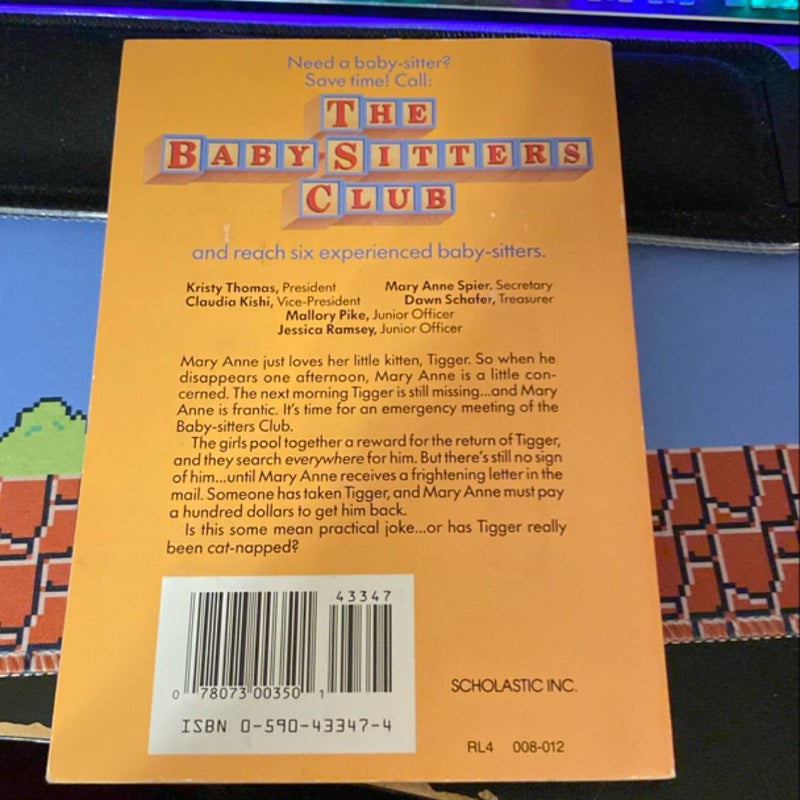 Need a baby-sitter?
Save time! Call:
THE
BABY-SITTERS
CLUB
and reach six experienced baby-sitters.
Kristy Thomas, President Mary Anne Spier, Secretary
Claudia Kishi, Vice-President Dawn Schafer, Treasurer
Mallory Pike, Junior Officer
Jessica Ramsey, Junior Officer
Mary Anne just loves her little kitten, Tigger. So when he
disappears one afternoon, Mary Anne is a little con-
cerned. The next morning Tigger is still missing...and Mary
Anne is frantic. It's time for an emergency meeting of the
Baby-sitters Club.
The girls pool together a reward for the return of Tigger,
and they search everywhere for him. But there's still no sign
of him...until Mary Anne receives a frightening letter in the
mail. Someone has taken Tigger, and Mary Anne must pay
a hundred dollars to get him back.
Is this some mean practical joke...or has Tigger really
been cat-napped?
43347
0 78073 00350 1
ISBN 0-590-43347-4
SCHOLASTIC INC.
RL4 008-012